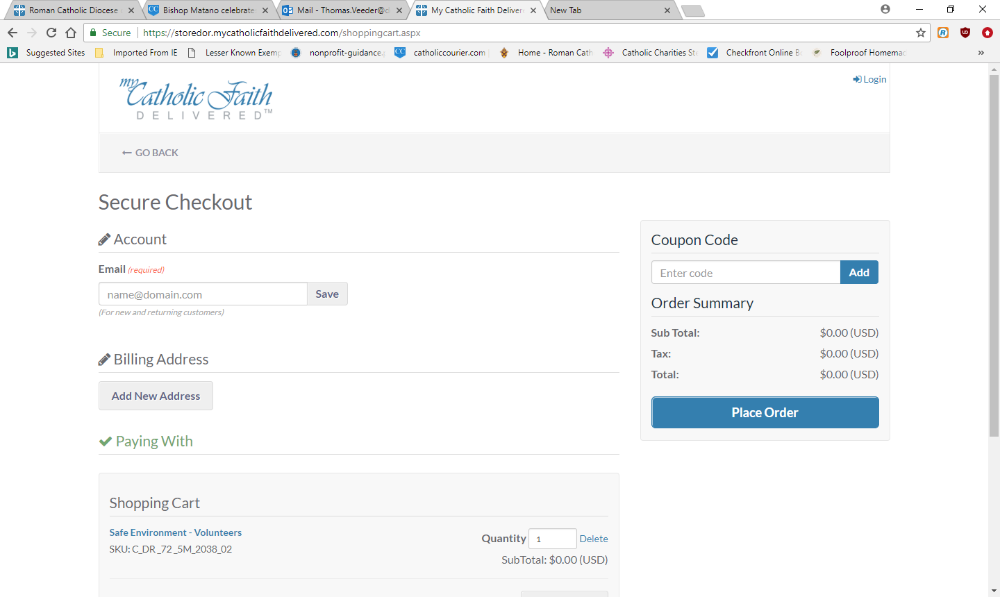 Roman Catholic Diocese
Bishop Matano celebrate
Mail - Thomas.Veeder@d
My Catholic Faith Deliver
New Tab
Secure
https://storedor.mycatholicfaithdelivered.com/shoppingcart.aspx
Suggested Sites
Imported From IE
Lesser Known Exemp
nonprofit-guidance.
catholiccourier.com
Home - Roman Cath
Catholic Charities Ste
Checkfront Online B
Foolproof Homemac
»
my
Catholic Faith
DELIVERED™
Login
← GO BACK
Secure Checkout
Account
Email (required)
name@domain.com
Save
(For new and returning customers)
Billing Address
Add New Address
Paying With
Shopping Cart
Safe Environment - Volunteers
SKU: C_DR_72_5M_2038_02
Quantity 1 Delete
SubTotal: $0.00 (USD)
Coupon Code
Enter code
Add
Order Summary
Sub Total: $0.00 (USD)
Tax: $0.00 (USD)
Total: $0.00 (USD)
Place Order